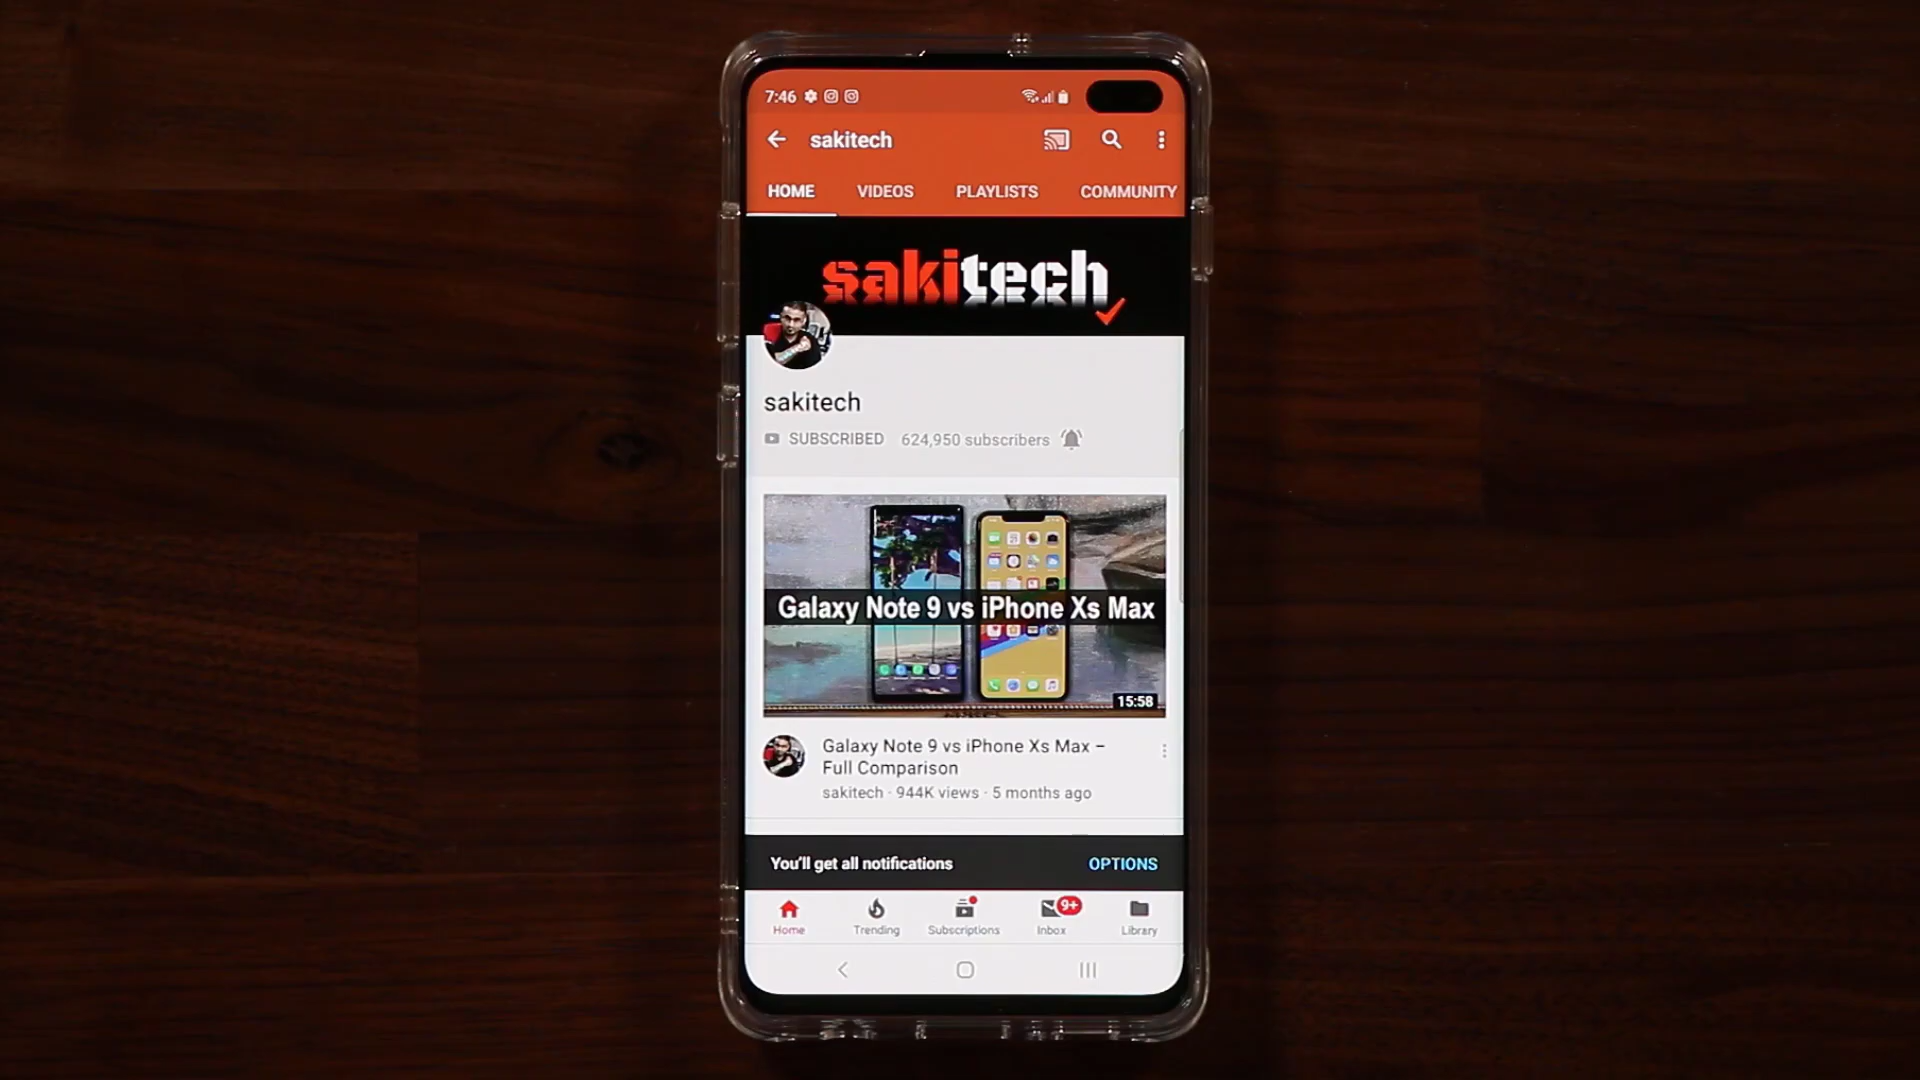 7:46
sakitech
HOME VIDEOS PLAYLISTS COMMUNITY
sakitech
sakitech
SUBSCRIBED 624,950 subscribers
Galaxy Note 9 vs iPhone Xs Max
15:58
Galaxy Note 9 vs iPhone Xs Max –
Full Comparison
sakitech · 944K views · 5 months ago
You'll get all notifications OPTIONS
9+
Home Trending Subscriptions Inbox Library